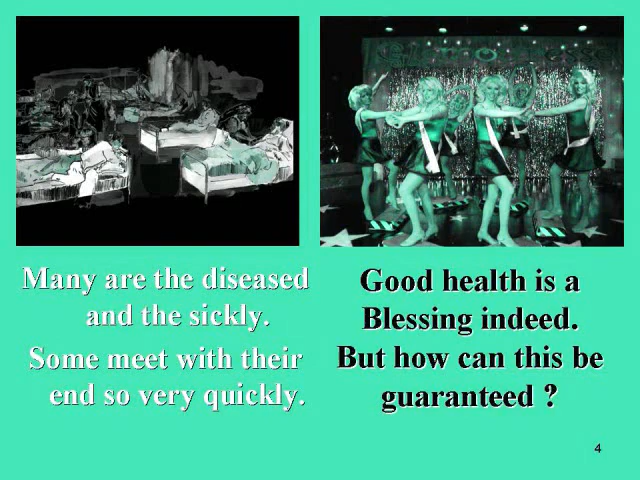 Many are the diseased
and the sickly.
Some meet with their
end so very quickly.
Good health is a
Blessing indeed.
But how can this be
guaranteed ?
4